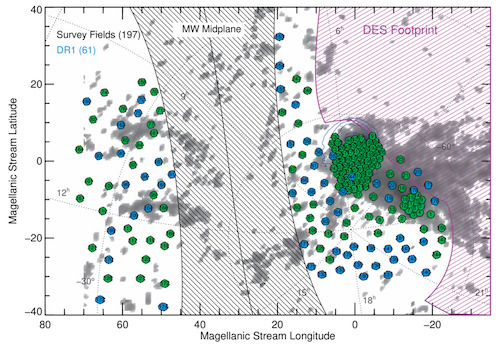 Survey Fields (197)
DR1 (61)
MW Midplane
DES Footprint
6ʰ
9ʰ
-60°
12ʰ
-30°
15ʰ
18ʰ
21ʰ
40
20
0
-20
-40
Magellanic Stream Latitude
80 60 40 20 0 -20
Magellanic Stream Longitude